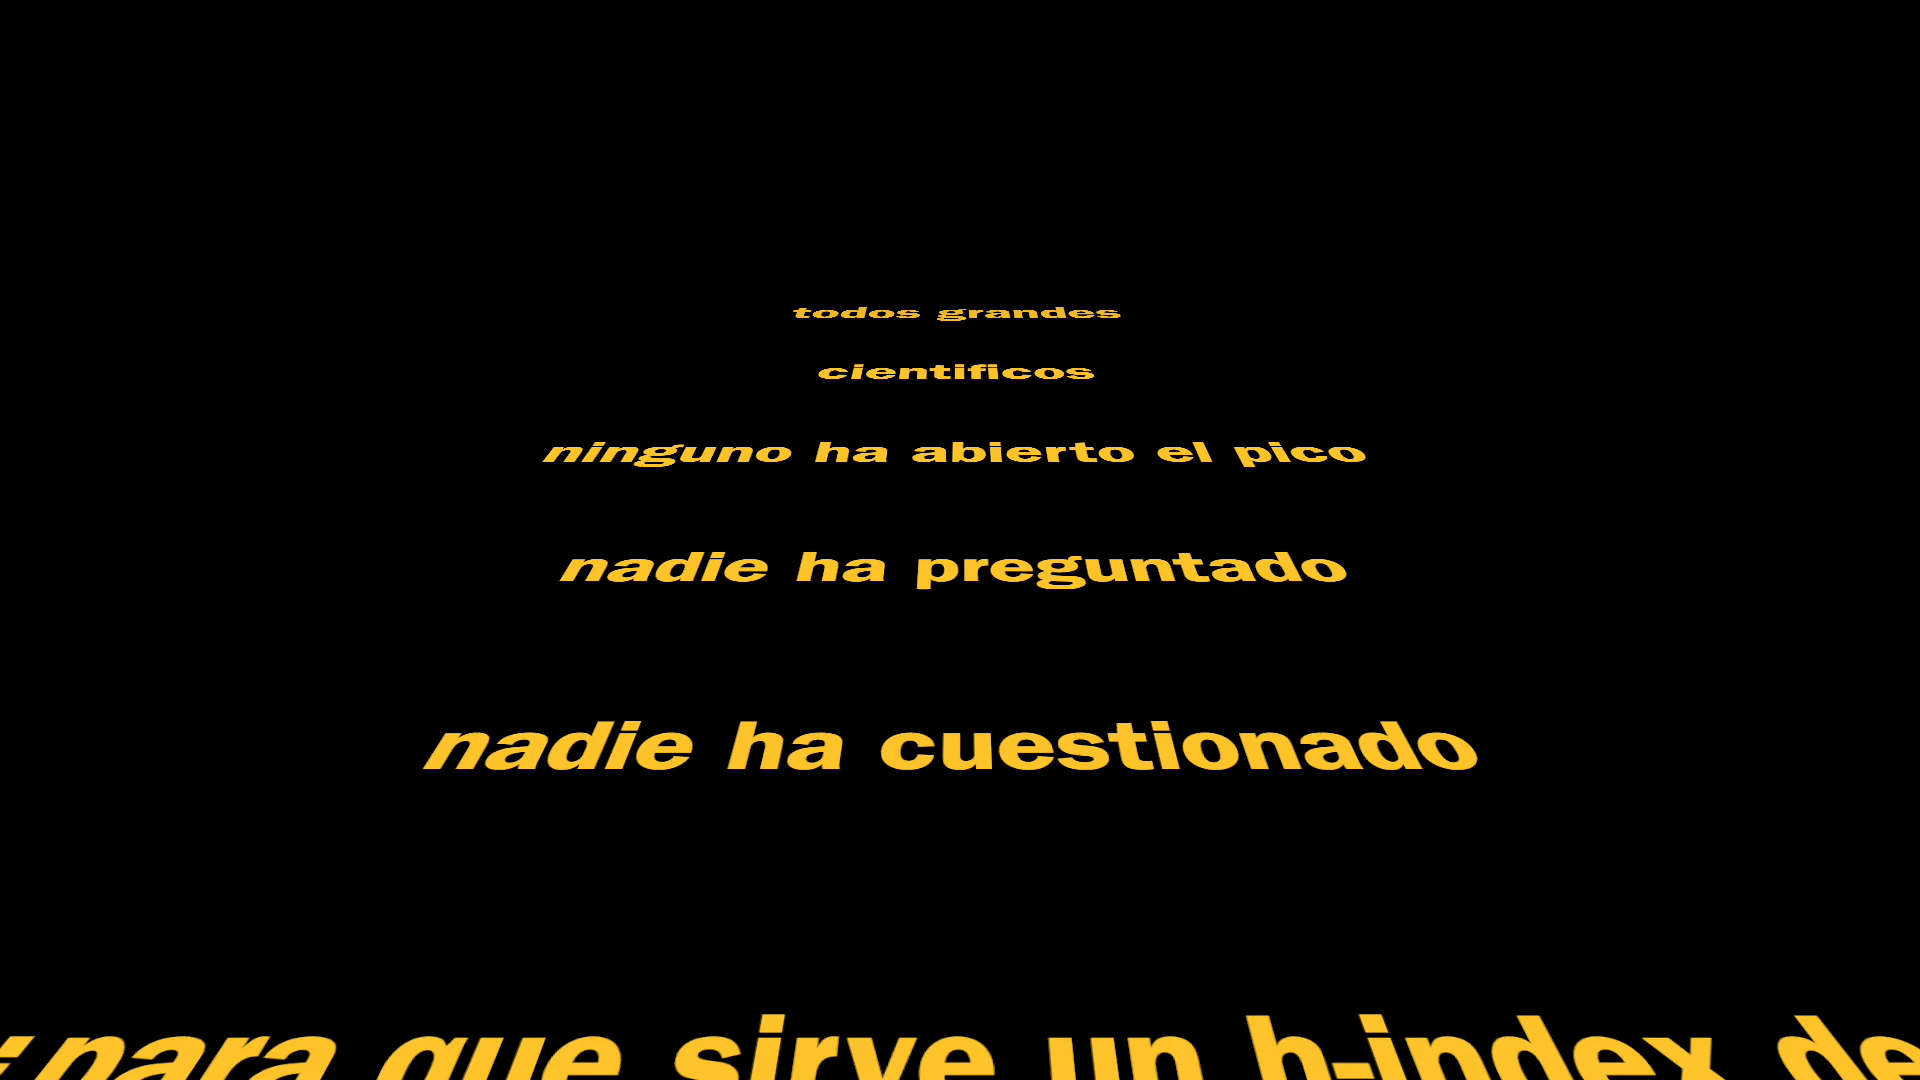 todos grandes
cientificos
ninguno ha abierto el pico
nadie ha preguntado
nadie ha cuestionado
para que sirve un h-index de